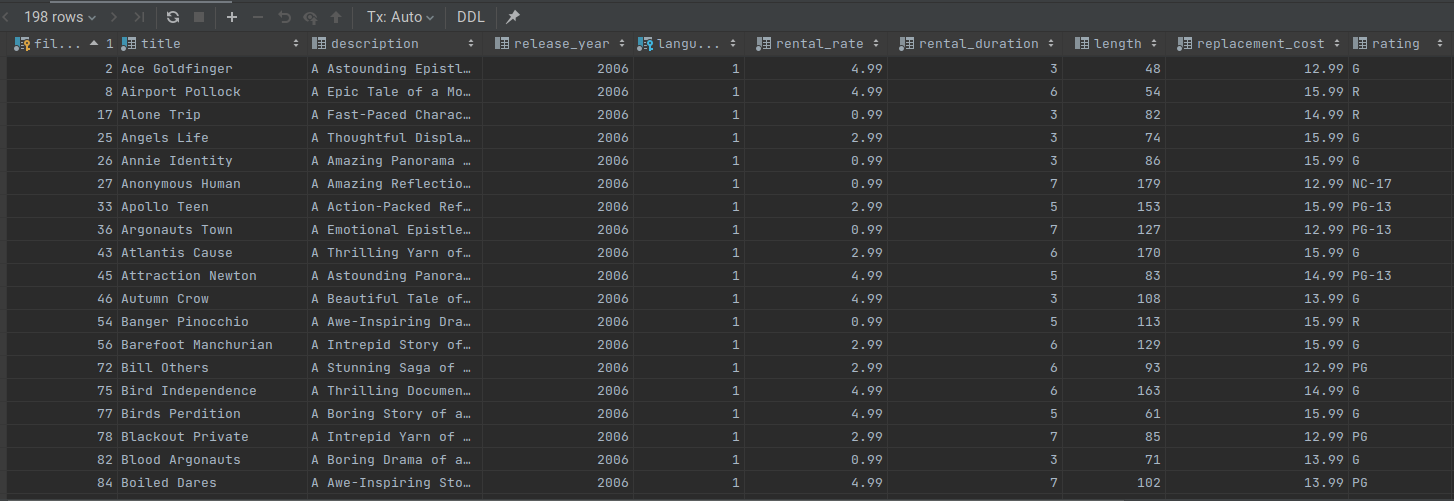 198 rows Tx: Auto DDL
fil... 1 title description release_year langu... rental_rate rental_duration length replacement_cost rating
2 Ace Goldfinger A Astounding Epistl… 2006 1 4.99 3 48 12.99 G
8 Airport Pollock A Epic Tale of a Mo… 2006 1 4.99 6 54 15.99 R
17 Alone Trip A Fast-Paced Charac… 2006 1 0.99 3 82 14.99 R
25 Angels Life A Thoughtful Displa… 2006 1 2.99 3 74 15.99 G
26 Annie Identity A Amazing Panorama … 2006 1 0.99 3 86 15.99 G
27 Anonymous Human A Amazing Reflectio… 2006 1 0.99 7 179 12.99 NC-17
33 Apollo Teen A Action-Packed Ref… 2006 1 2.99 5 153 15.99 PG-13
36 Argonauts Town A Emotional Epistle… 2006 1 0.99 7 127 12.99 PG-13
43 Atlantis Cause A Thrilling Yarn of… 2006 1 2.99 6 170 15.99 G
45 Attraction Newton A Astounding Panora… 2006 1 4.99 5 83 14.99 PG-13
46 Autumn Crow A Beautiful Tale of… 2006 1 4.99 3 108 13.99 G
54 Banger Pinocchio A Awe-Inspiring Dra… 2006 1 0.99 5 113 15.99 R
56 Barefoot Manchurian A Intrepid Story of… 2006 1 2.99 6 129 15.99 G
72 Bill Others A Stunning Saga of … 2006 1 2.99 6 93 12.99 PG
75 Bird Independence A Thrilling Documen… 2006 1 4.99 6 163 14.99 G
77 Birds Perdition A Boring Story of a… 2006 1 4.99 5 61 15.99 G
78 Blackout Private A Intrepid Yarn of … 2006 1 2.99 7 85 12.99 PG
82 Blood Argonauts A Boring Drama of a… 2006 1 0.99 3 71 13.99 G
84 Boiled Dares A Awe-Inspiring Sto… 2006 1 4.99 7 102 13.99 PG